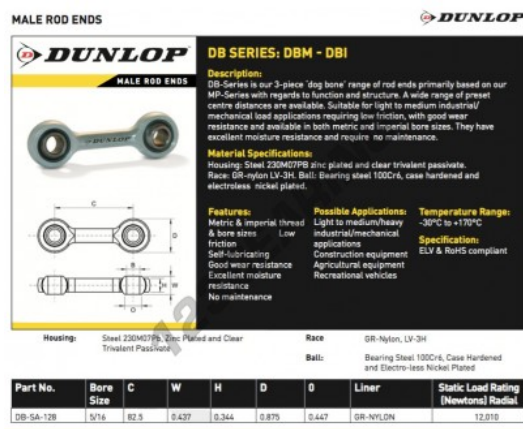 MALE ROD ENDS
DUNLOP
DUNLOP
MALE ROD ENDS
DB SERIES: DBM - DBI
Description:
DB-Series is our 3-piece 'dog bone' range of rod ends primarily based on our
MP-Series with regards to function and structure. A wide range of preset
centre distances are available. Suitable for light to medium industrial/
mechanical load applications requiring low friction, with good wear
resistance and available in both metric and imperial bore sizes. They have
excellent moisture resistance and require no maintenance.
Material Specifications:
Housing: Steel 230M07PB zinc plated and clear trivalent passivate.
Race: GR-nylon LV-3H. Ball: Bearing steel 100Cr6, case hardened and
electroless nickel plated.
Features:
Metric & imperial thread
& bore sizes Low
friction
Self-lubricating
Good wear resistance
Excellent moisture
resistance
No maintenance
Possible Applications:
Light to medium/heavy
industrial/mechanical
applications
Construction equipment
Agricultural equipment
Recreational vehicles
Temperature Range:
-30°C to +170°C
Specification:
ELV & RoHS compliant
C
D
B
H
W
O
Housing: Steel 230M07Pb, Zinc Plated and Clear
Trivalent Passivate
Race GR-Nylon, LV-3H
Ball: Bearing Steel 100Cr6, Case Hardened
and Electro-less Nickel Plated
Part No. Bore Size C W H D 0 Liner Static Load Rating (Newtons) Radial
DB-SA-128 5/16 82.5 0.437 0.344 0.875 0.447 GR-NYLON 12,010